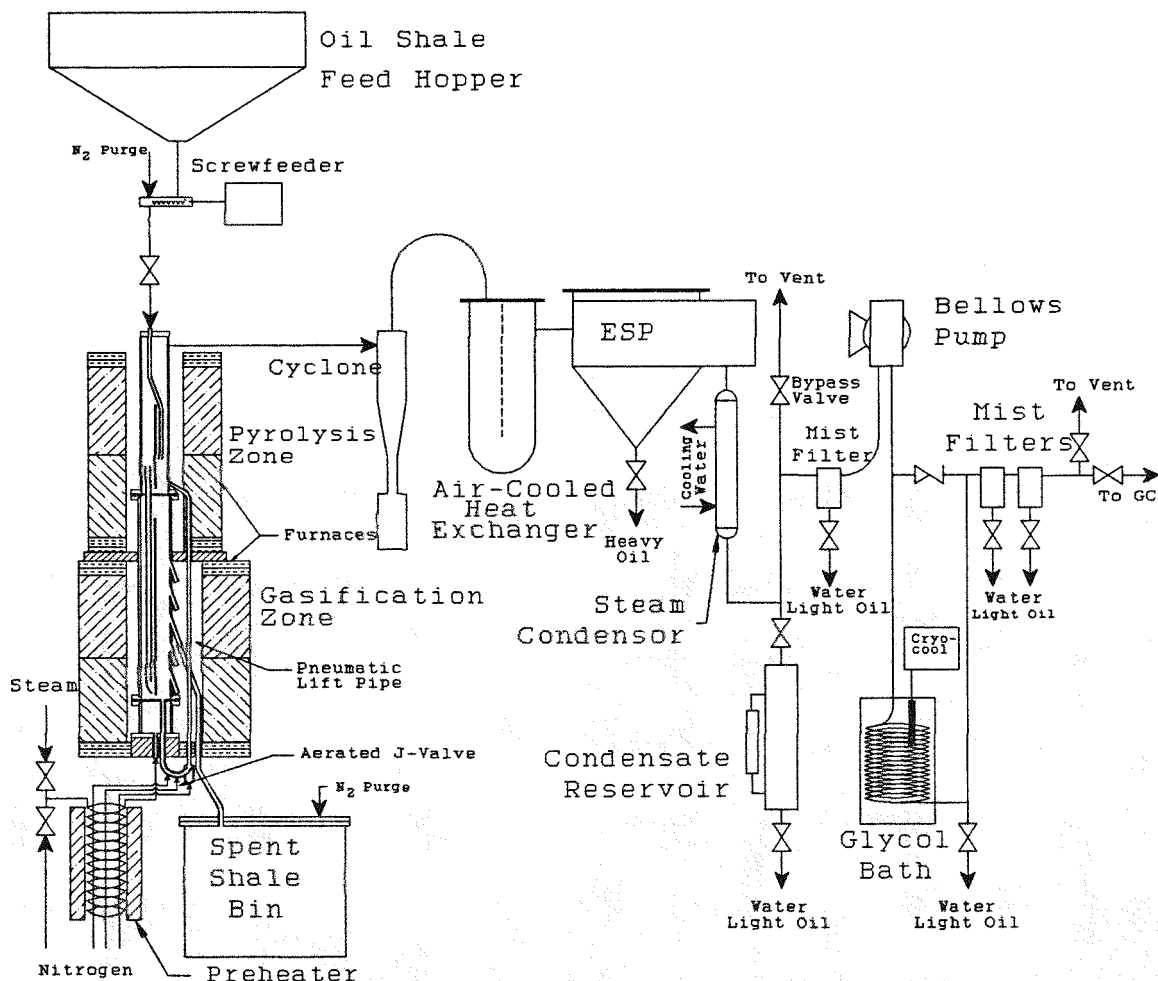 Oil Shale
Feed Hopper
N2 Purge
Screwfeeder
To Vent
ESP
Bellows
Pump
Cyclone
Bypass
Valve
To Vent
Mist
Filters
Mist
Filter
Pyrolysis
Zone
Cooling
Water
Air-Cooled
Heat
Exchanger
To GC
Furnaces
Heavy
Oil
Water
Light Oil
Water
Light Oil
Gasification
Zone
Steam
Condensor
Cryo-
cool
Pneumatic
Lift Pipe
Steam
Aerated J-Valve
Condensate
Reservoir
N2 Purge
Glycol
Bath
Spent
Shale
Bin
Water
Light Oil
Water
Light Oil
Nitrogen
Preheater